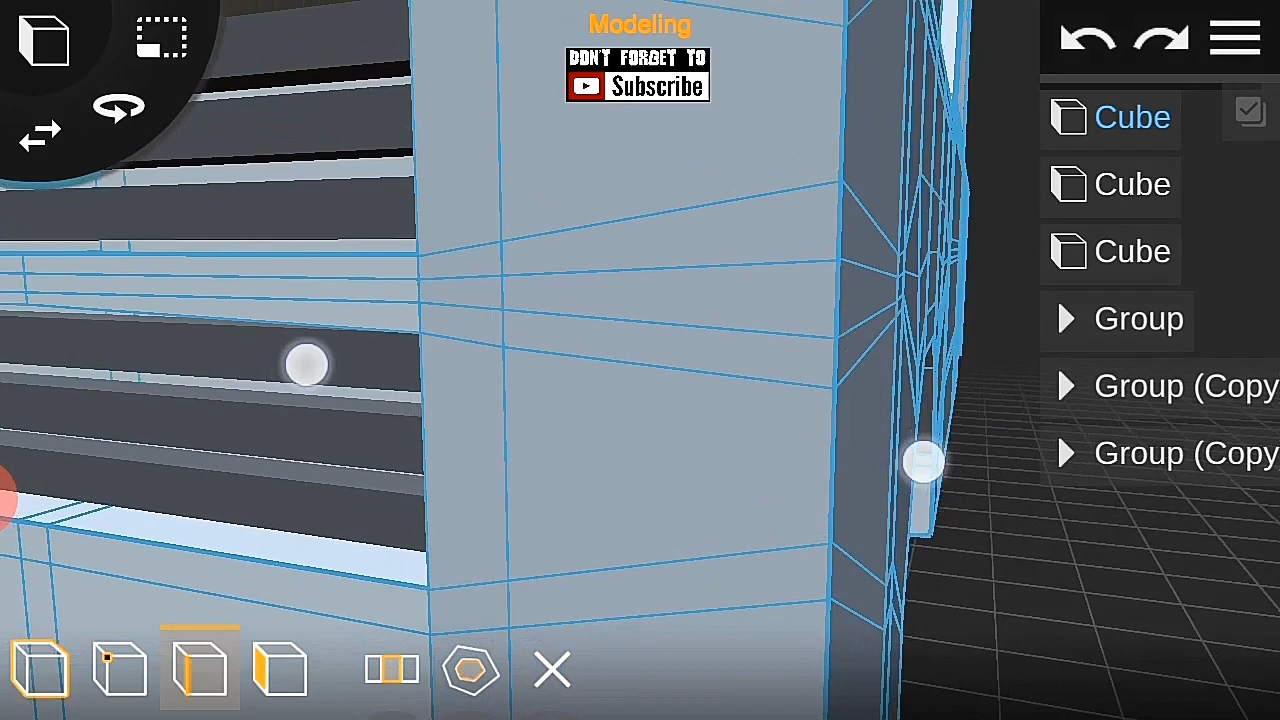 Modeling
DON'T FORGET TO
Subscribe
Cube
Cube
Cube
Group
Group (Copy
Group (Copy